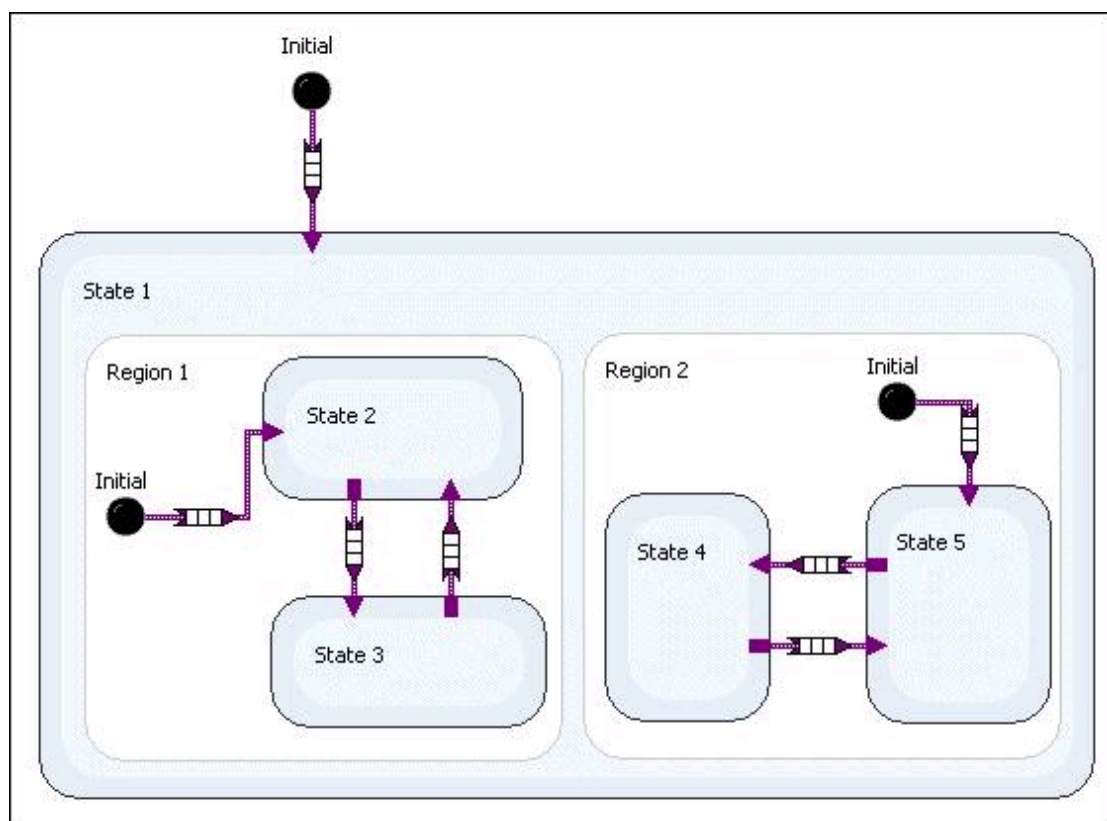 Initial
State 1
Region 1
State 2
Initial
State 3
Region 2
Initial
State 4
State 5